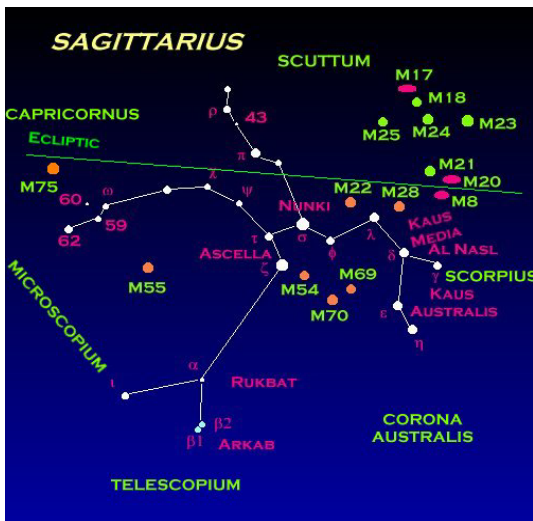 SAGITTARIUS
SCUTTUM
M17
M18
CAPRICORNUS
ρ 43
M25 M24 M23
ECLIPTIC
π
M21
M75
M20
χ
M22 M28 M8
60 ω ψ
NUNKI
59
KAUS
MEDIA
62
τ σ φ λ
ASCELLA
AL NASL
δ
ζ
γ SCORPIUS
M55
M54 M69
KAUS
M70
ε AUSTRALIS
MICROSCOPIUM
η
α
RUKBAT
ι
β2
β1 ARKAB
CORONA
AUSTRALIS
TELESCOPIUM